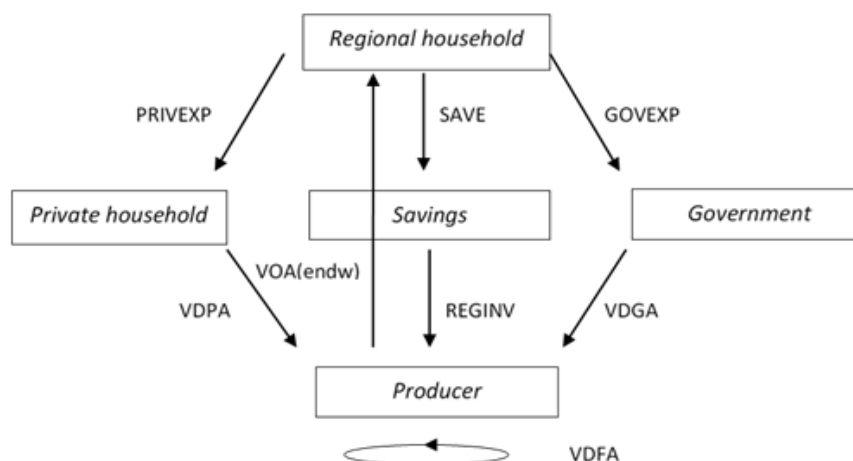 Regional household
PRIVEXP
SAVE
GOVEXP
Private household
Savings
Government
VOA(endw)
VDPA
REGINV
VDGA
Producer
VDFA